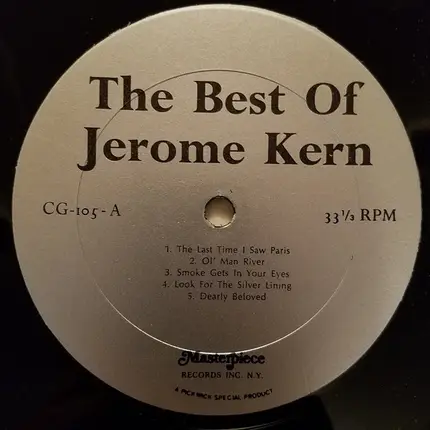 The Best Of
Jerome Kern
CG-105-A
33 1/3 RPM
1. The Last Time I Saw Paris
2. Ol' Man River
3. Smoke Gets In Your Eyes
4. Look For The Silver Lining
5. Dearly Beloved
Masterpiece
RECORDS INC. N.Y.
A PICKWICK SPECIAL PRODUCT